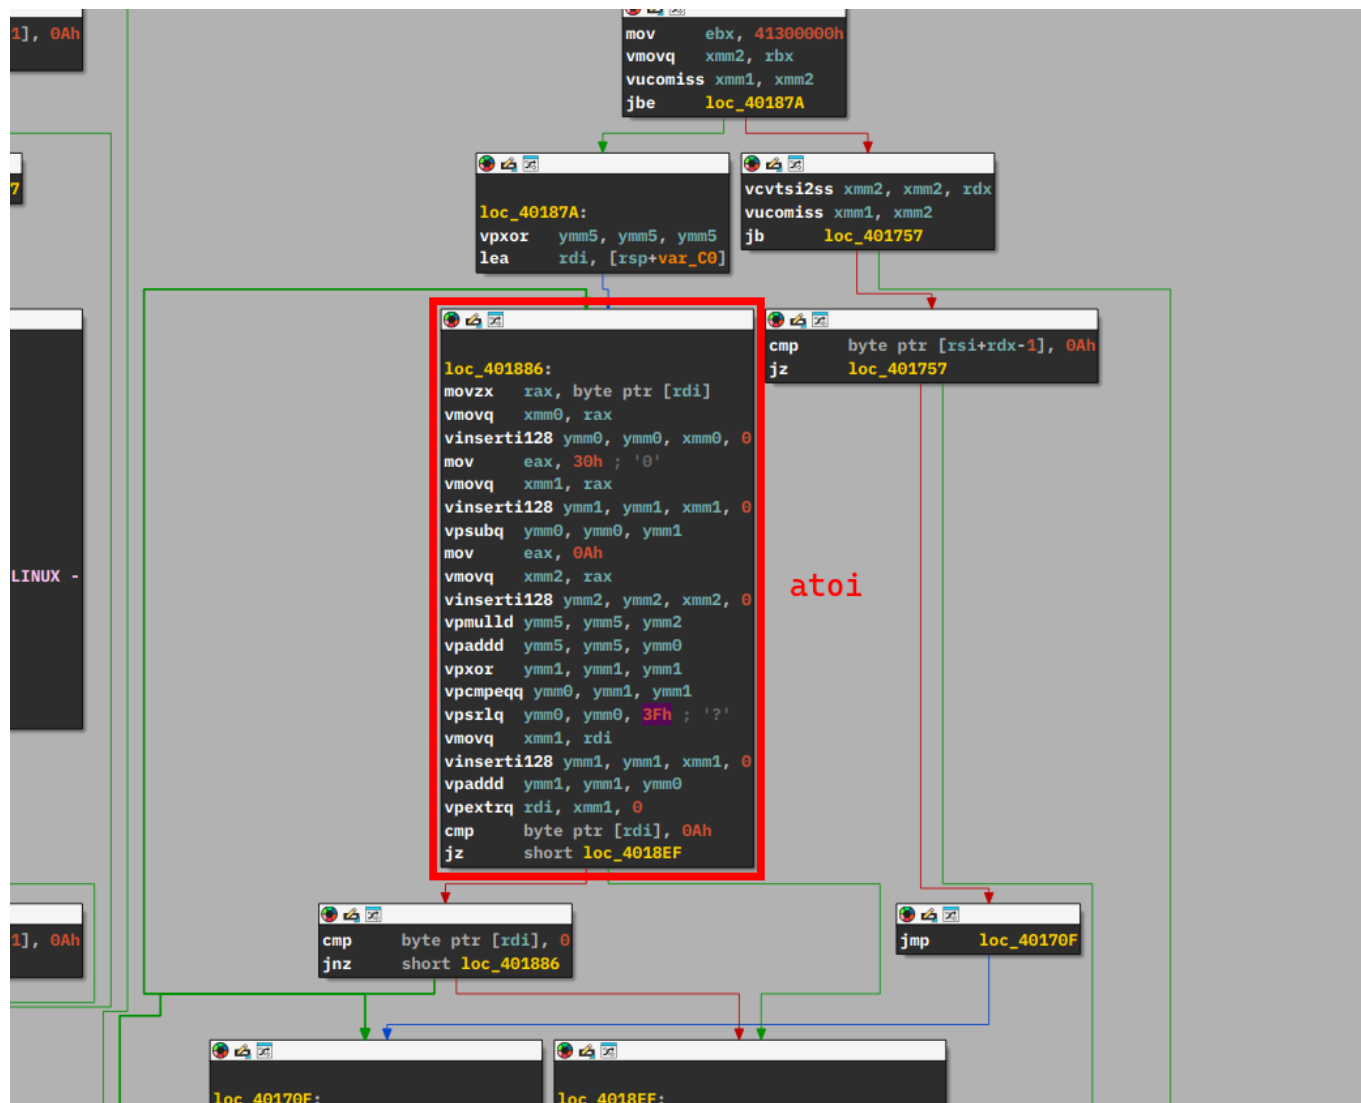 1], 0Ah
mov ebx, 41300000h
vmovq xmm2, rbx
vucomiss xmm1, xmm2
jbe loc_40187A
7
loc_40187A:
vpxor ymm5, ymm5, ymm5
lea rdi, [rsp+var_C0]
vcvtsi2ss xmm2, xmm2, rdx
vucomiss xmm1, xmm2
jb loc_401757
loc_401886:
movzx rax, byte ptr [rdi]
vmovq xmm0, rax
vinserti128 ymm0, ymm0, xmm0, 0
mov eax, 30h ; '0'
vmovq xmm1, rax
vinserti128 ymm1, ymm1, xmm1, 0
vpsubq ymm0, ymm0, ymm1
mov eax, 0Ah
vmovq xmm2, rax
vinserti128 ymm2, ymm2, xmm2, 0
vpmulld ymm5, ymm5, ymm2
vpaddd ymm5, ymm5, ymm0
vpxor ymm1, ymm1, ymm1
vpcmpeqq ymm0, ymm1, ymm1
vpsrlq ymm0, ymm0, 3Fh ; '?'
vmovq xmm1, rdi
vinserti128 ymm1, ymm1, xmm1, 0
vpaddd ymm1, ymm1, ymm0
vpextrq rdi, xmm1, 0
cmp byte ptr [rdi], 0Ah
jz short loc_4018EF
cmp byte ptr [rsi+rdx-1], 0Ah
jz loc_401757
LINUX -
atoi
1], 0Ah
cmp byte ptr [rdi], 0
jnz short loc_401886
jmp loc_40170F
loc_40170F:
loc_4018EF: